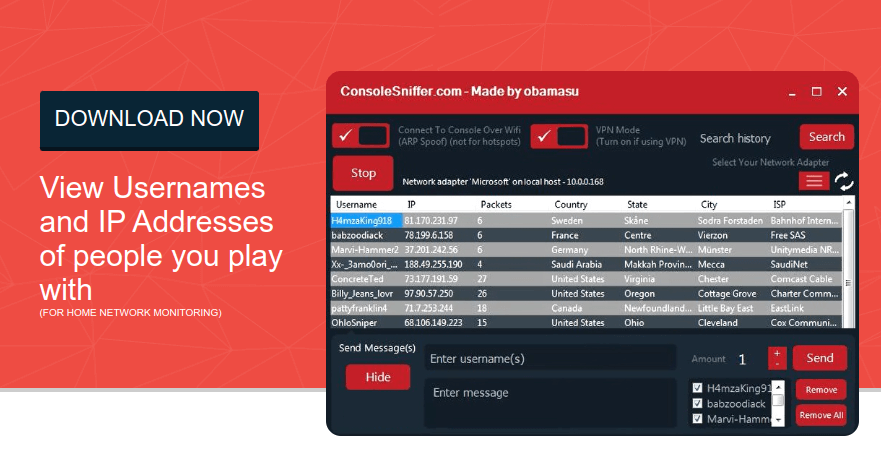 DOWNLOAD NOW
View Usernames
and IP Addresses
of people you play
with
(FOR HOME NETWORK MONITORING)
ConsoleSniffer.com - Made by obamasu
Connect To Console Over Wifi
(ARP Spoof) (not for hotspots)
VPN Mode
(Turn on if using VPN)
Search history
Search
Stop
Network adapter 'Microsoft' on local host - 10.0.0.168
Select Your Network Adapter
Username IP Packets Country State City ISP
H4mzaKing918 81.170.231.97 6 Sweden Skåne Sodra Forstaden Bahnhof Intern...
babzoodiack 78.199.6.158 6 France Centre Vierzon Free SAS
Marvi-Hammer2 37.201.242.56 6 Germany North Rhine-W... Münster Unitymedia NR...
Xx-_3amo0ori_... 188.49.255.190 4 Saudi Arabia Makkah Provin... Mecca SaudiNet
ConcreteTed 73.177.191.59 27 United States Virginia Chester Comcast Cable
Billy_Jeans_lovr 97.90.57.250 26 United States Oregon Cottage Grove Charter Comm...
pattyfranklin4 71.7.253.244 18 Canada Newfoundland... Little Bay East EastLink
OhIoSniper 68.106.149.223 15 United States Ohio Cleveland Cox Communi...
Send Message(s)
Hide
Enter username(s)
Amount 1 + -
Send
Enter message
H4mzaKing91
babzoodiack
Marvi-Hamm
Remove
Remove All